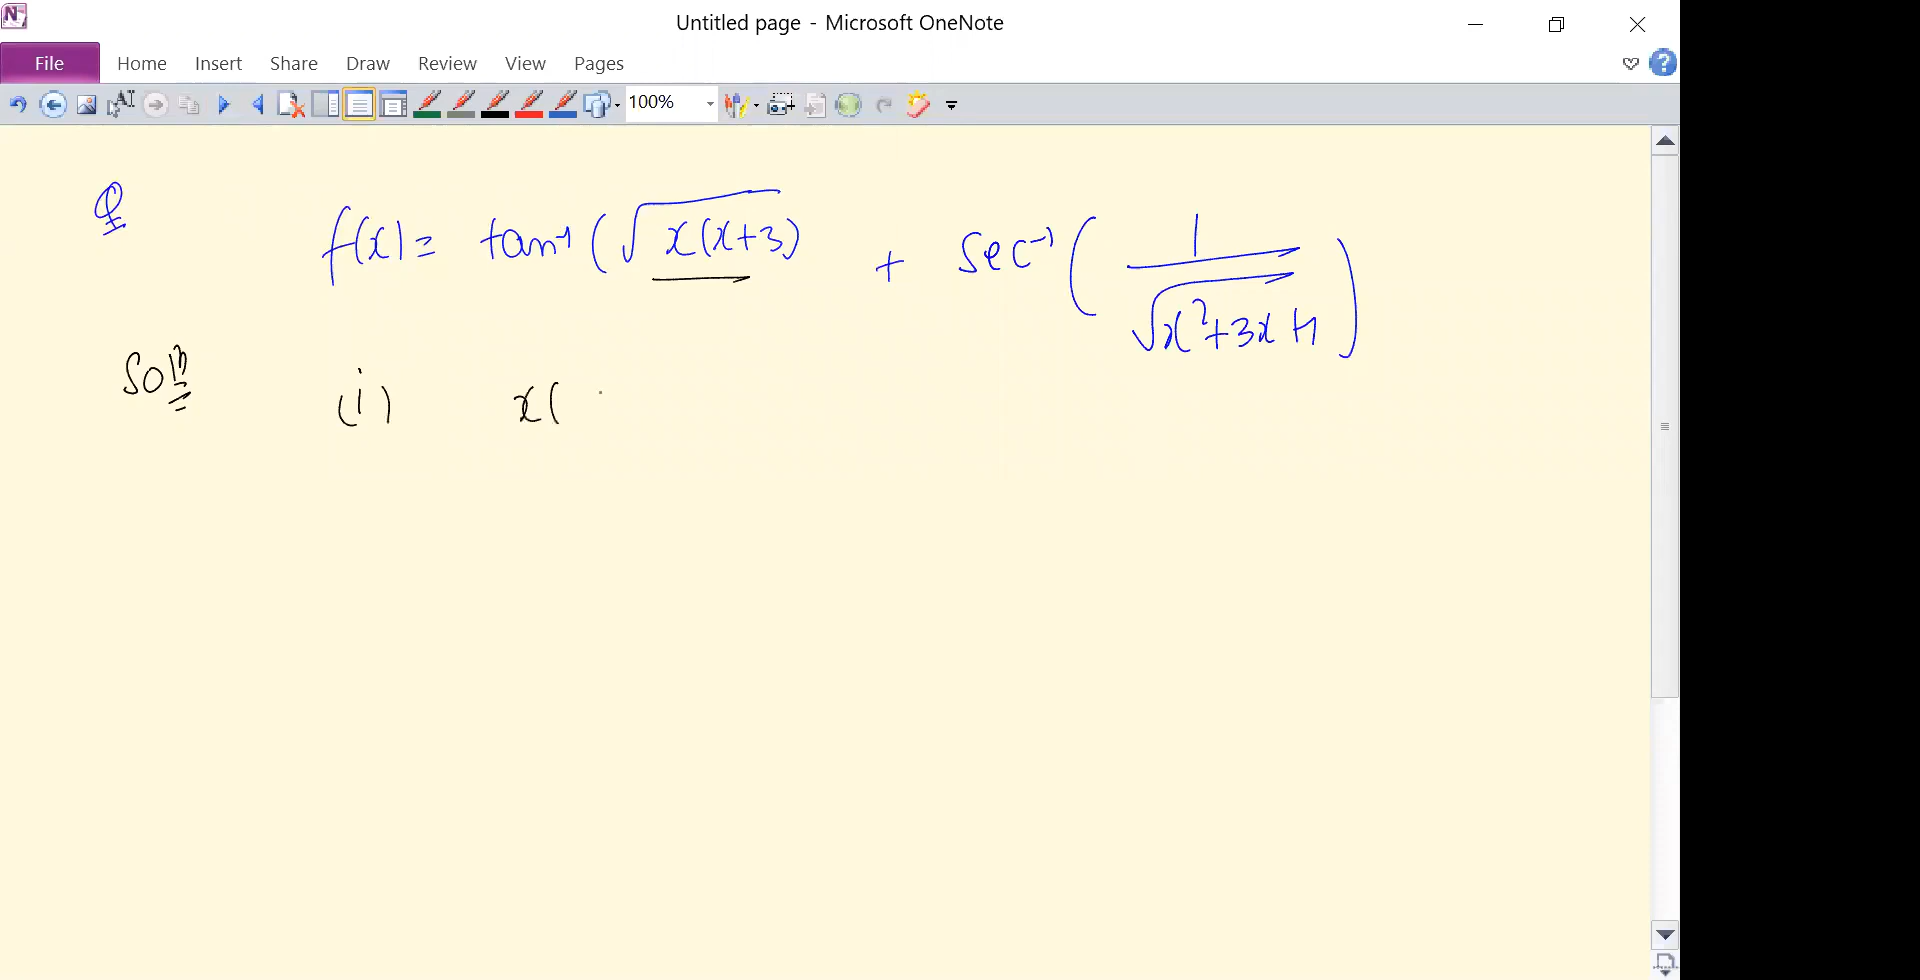 Untitled page - Microsoft OneNote
File Home Insert Share Draw Review View Pages
100%
Q f(x) = tan⁻¹(√x(x+3)) + sec⁻¹(1/√x²+3x+1)
Solⁿ (i) x(